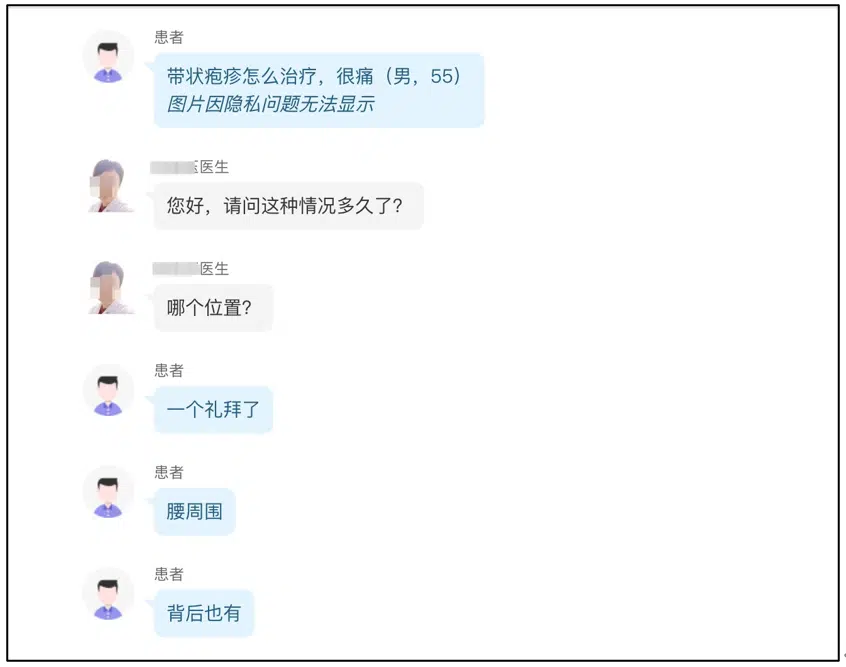 患者
带状疱疹怎么治疗，很痛（男，55）
图片因隐私问题无法显示
医生
您好，请问这种情况多久了？
医生
哪个位置？
患者
一个礼拜了
患者
腰周围
患者
背后也有